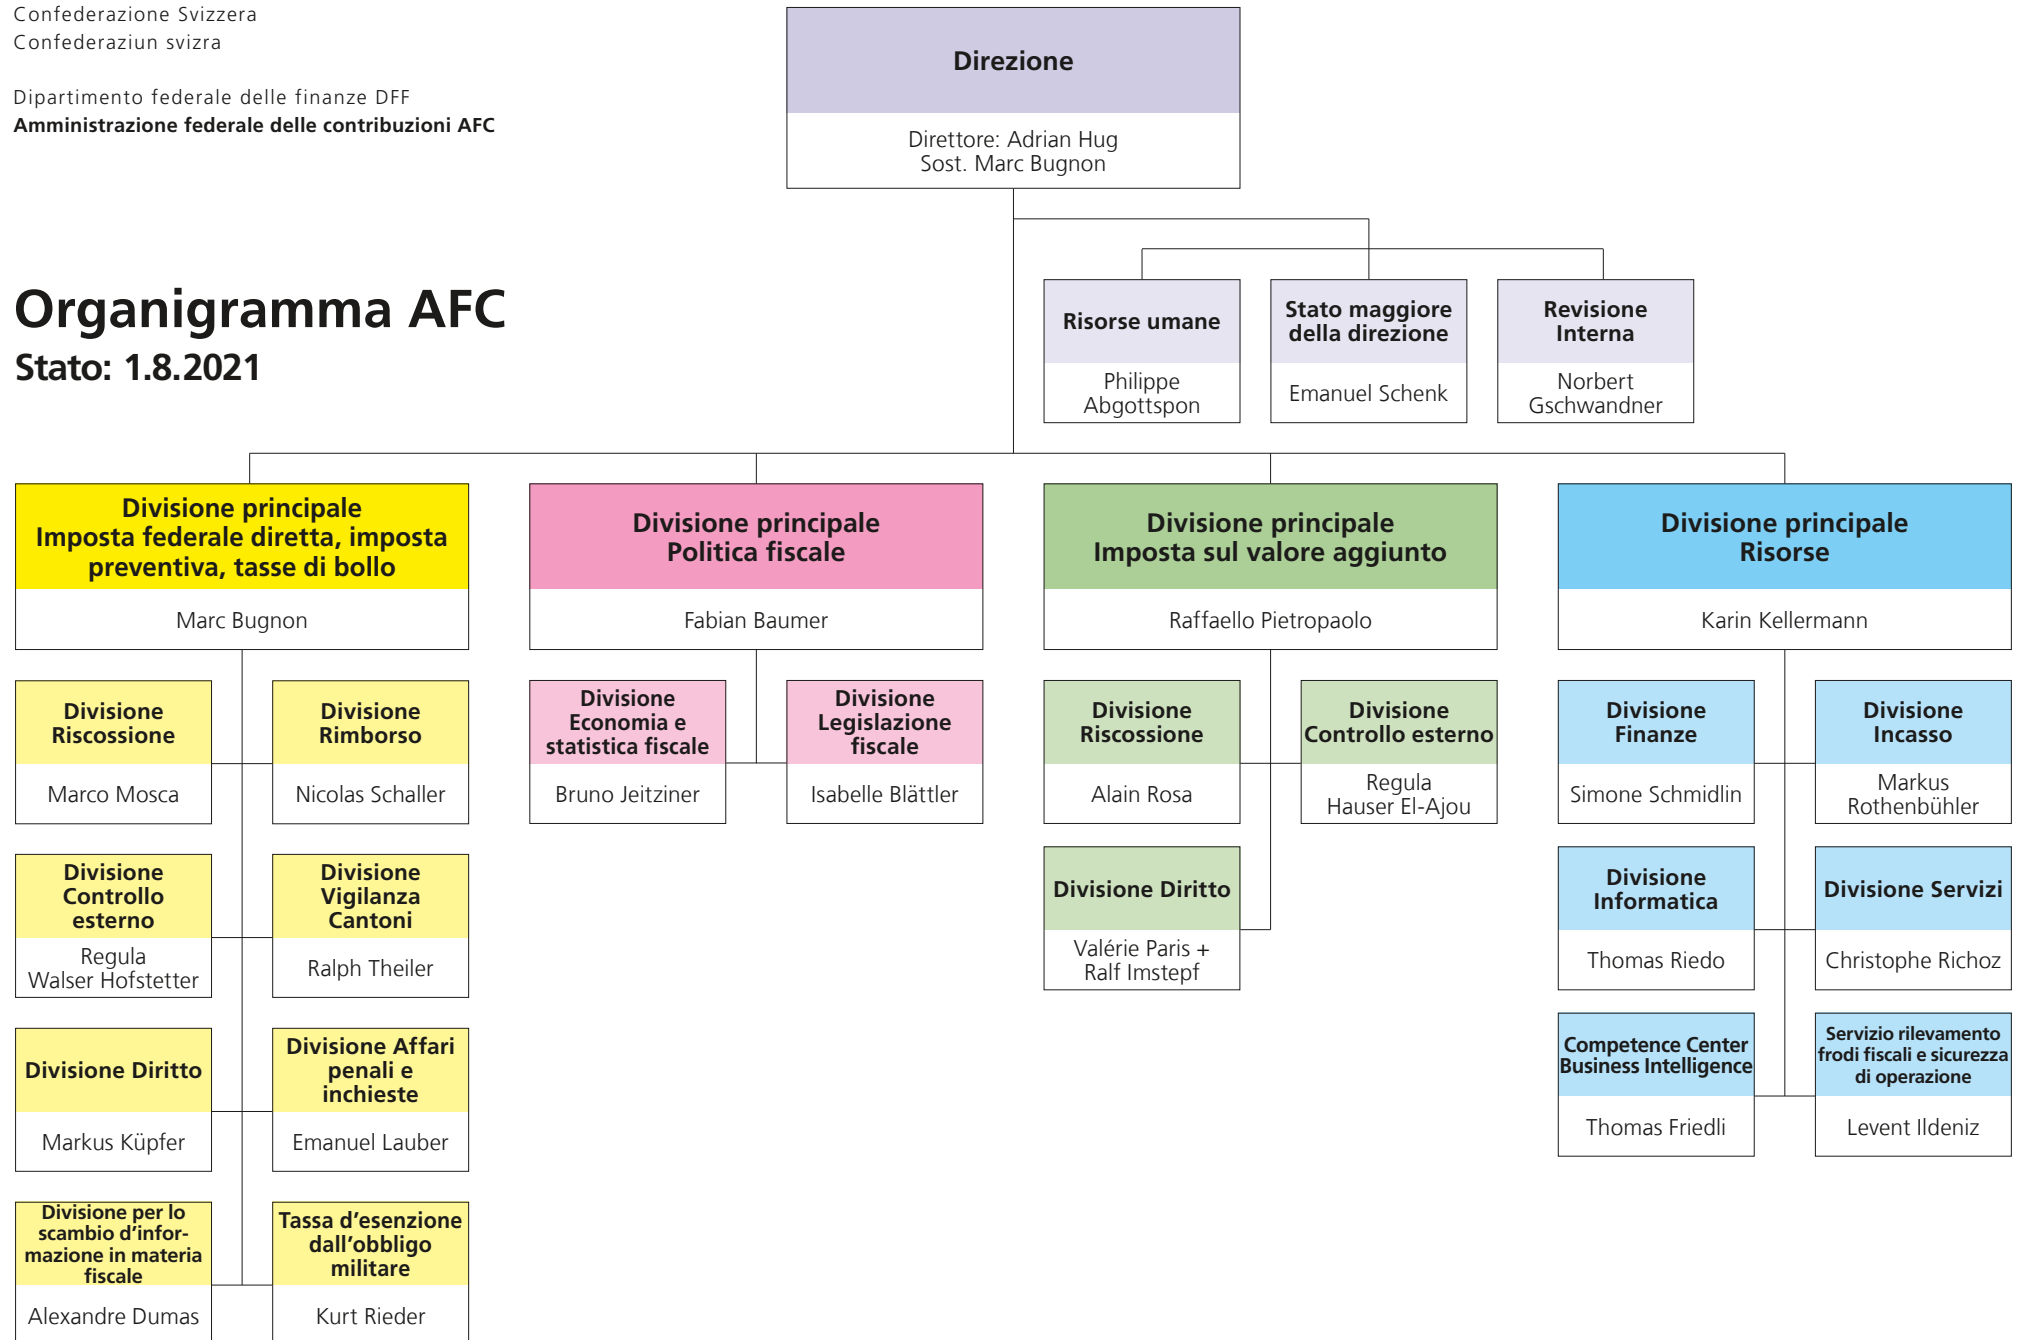 Confederazione Svizzera
Confederaziun svizra
Dipartimento federale delle finanze DFF
Amministrazione federale delle contribuzioni AFC
Direzione
Direttore: Adrian Hug
Sost. Marc Bugnon
Organigramma AFC
Stato: 1.8.2021
Risorse umane
Philippe
Abgottspon
Stato maggiore
della direzione
Emanuel Schenk
Revisione
Interna
Norbert
Gschwandner
Divisione principale
Imposta federale diretta, imposta
preventiva, tasse di bollo
Marc Bugnon
Divisione principale
Politica fiscale
Fabian Baumer
Divisione principale
Imposta sul valore aggiunto
Raffaello Pietropaolo
Divisione principale
Risorse
Karin Kellermann
Divisione
Riscossione
Marco Mosca
Divisione
Rimborso
Nicolas Schaller
Divisione
Economia e
statistica fiscale
Bruno Jeitziner
Divisione
Legislazione
fiscale
Isabelle Blättler
Divisione
Riscossione
Alain Rosa
Divisione
Controllo esterno
Regula
Hauser El-Ajou
Divisione
Finanze
Simone Schmidlin
Divisione
Incasso
Markus
Rothenbühler
Divisione
Controllo
esterno
Regula
Walser Hofstetter
Divisione
Vigilanza
Cantoni
Ralph Theiler
Divisione Diritto
Valérie Paris +
Ralf Imstepf
Divisione
Informatica
Thomas Riedo
Divisione Servizi
Christophe Richoz
Divisione Diritto
Markus Küpfer
Divisione Affari
penali e
inchieste
Emanuel Lauber
Competence Center
Business Intelligence
Thomas Friedli
Servizio rilevamento
frodi fiscali e sicurezza
di operazione
Levent Ildeniz
Divisione per lo
scambio d'infor-
mazione in materia
fiscale
Alexandre Dumas
Tassa d'esenzione
dall'obbligo
militare
Kurt Rieder